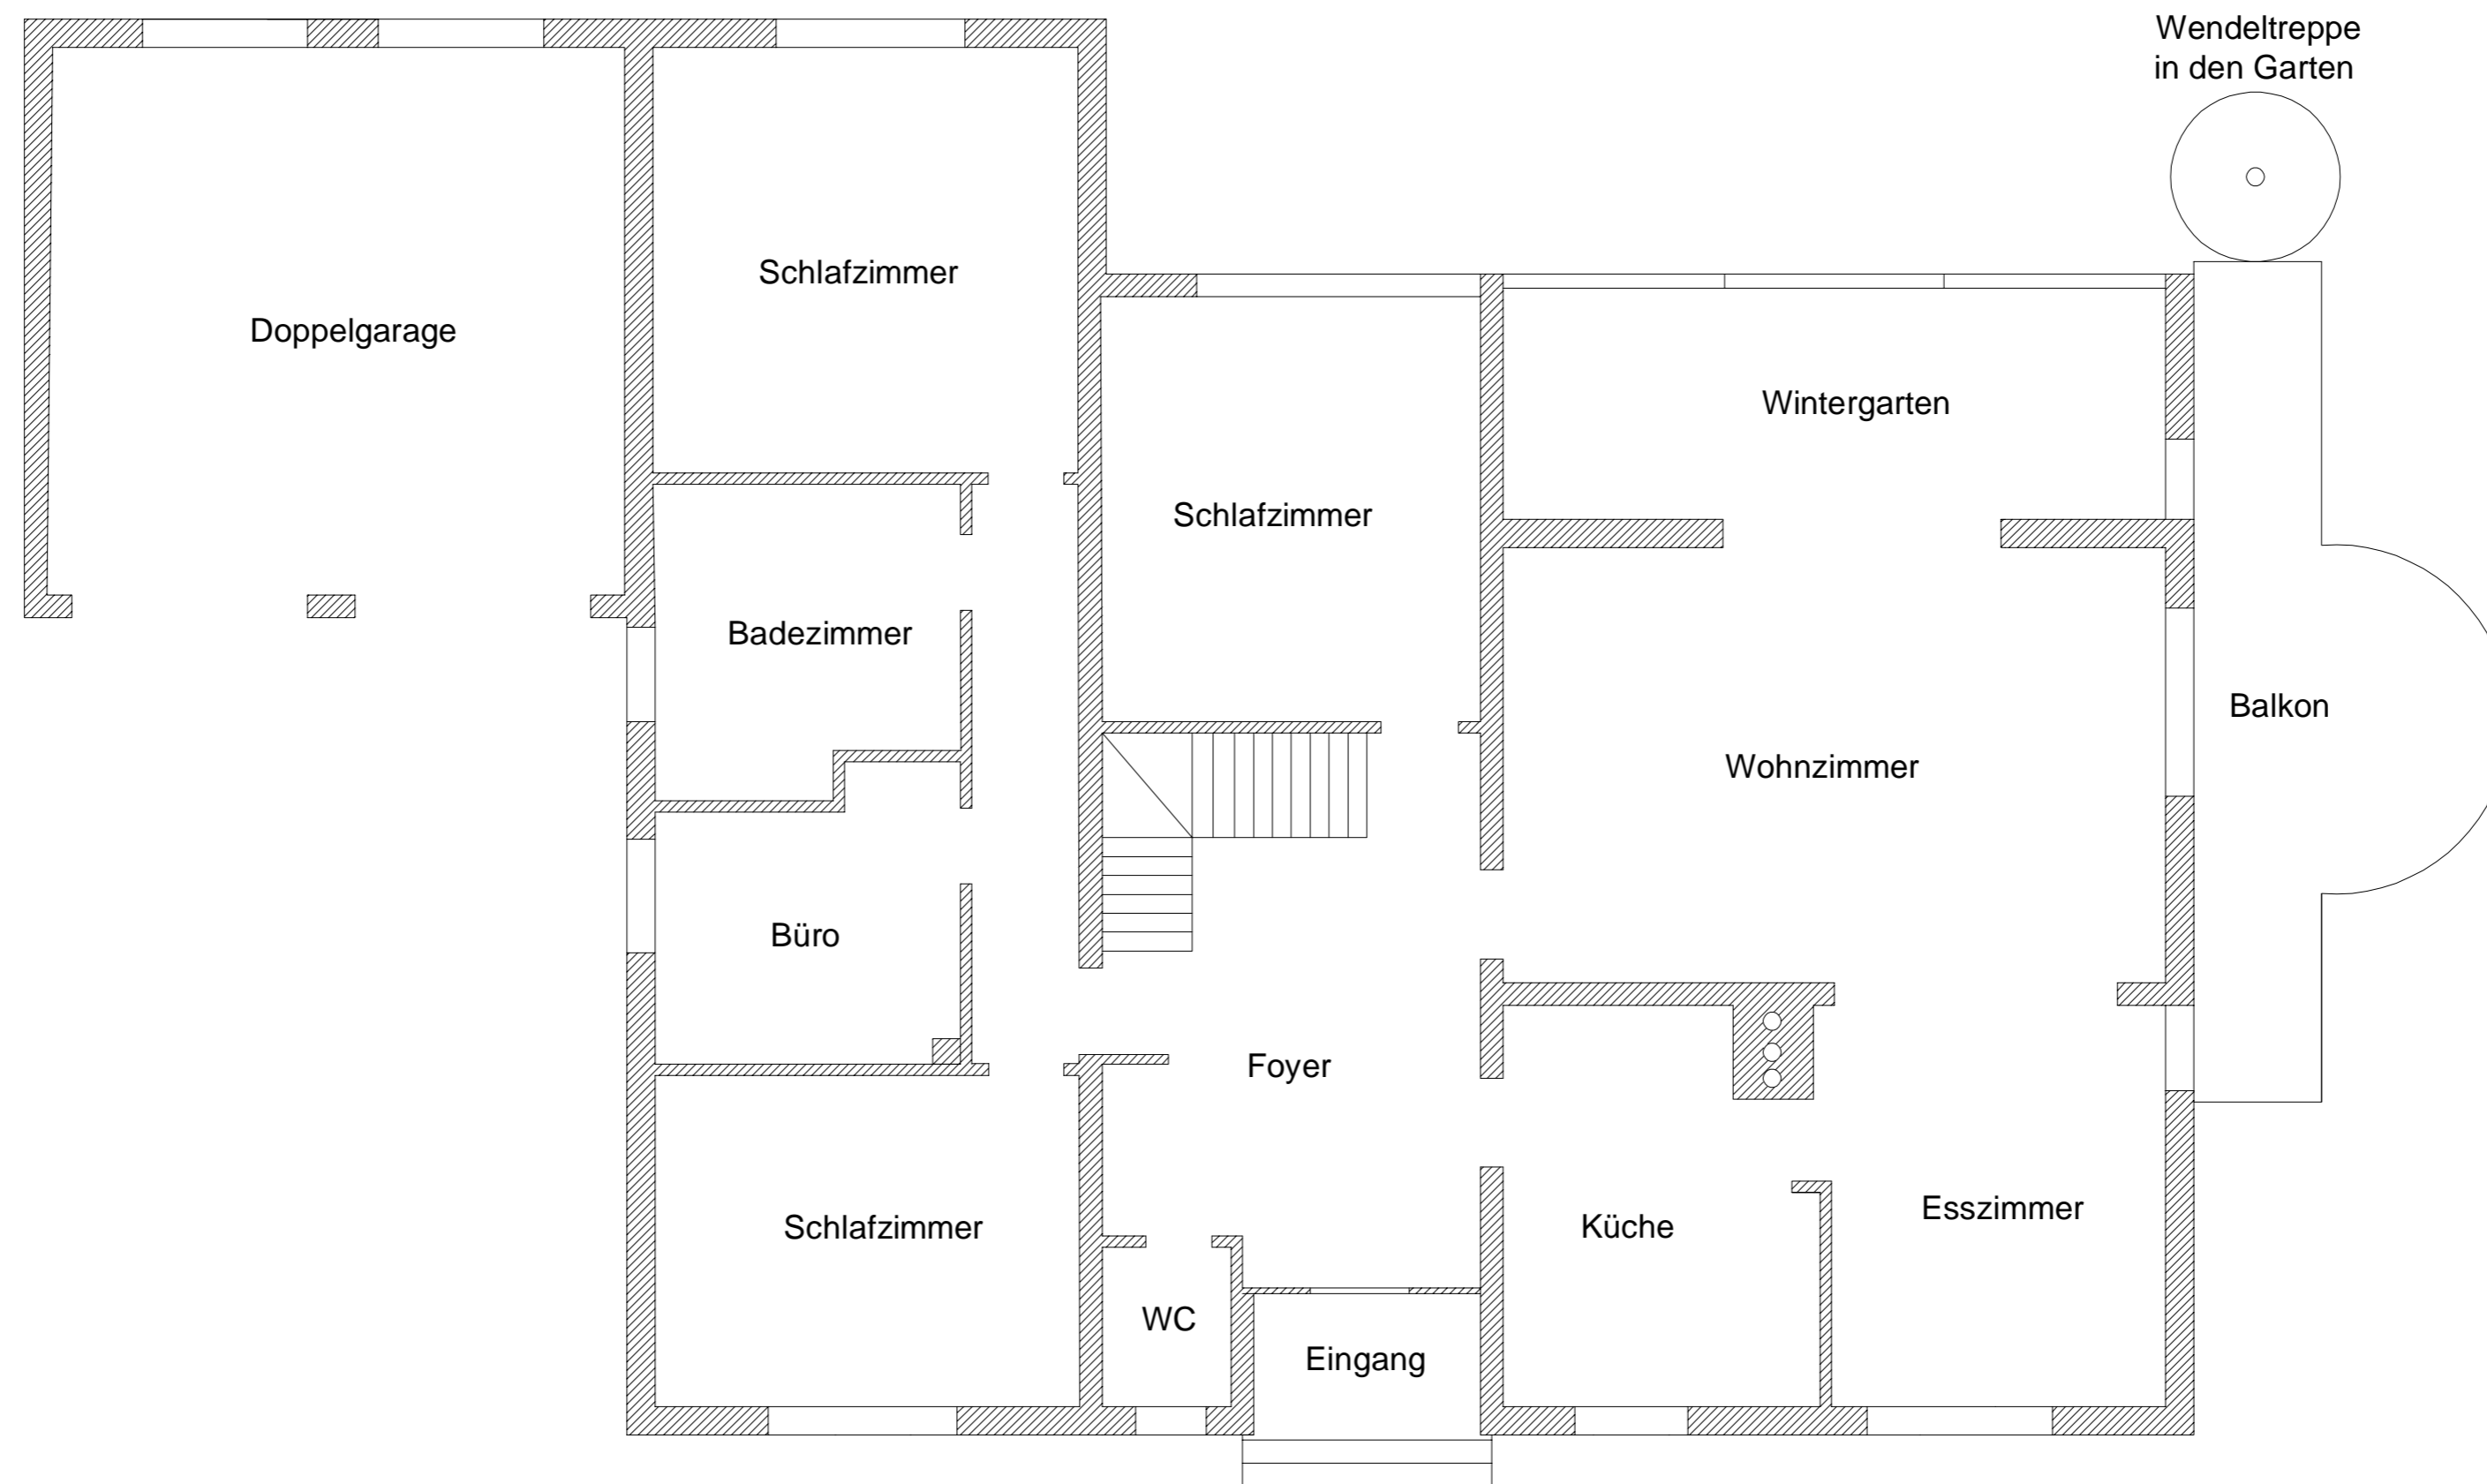 Wendeltreppe
in den Garten
Schlafzimmer
Doppelgarage
Wintergarten
Schlafzimmer
Badezimmer
Balkon
Wohnzimmer
Büro
Foyer
Esszimmer
Schlafzimmer
Küche
WC
Eingang